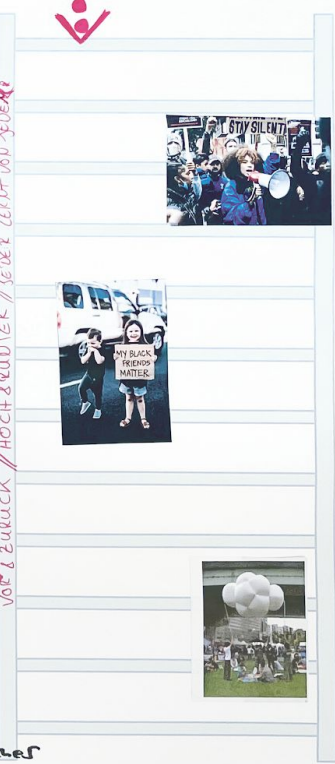 STAY SILENT
MY BLACK
FRIENDS
MATTER
VOR & ZURÜCK // HOCH & RUNTER // JEDER LERNT VON JEDEM